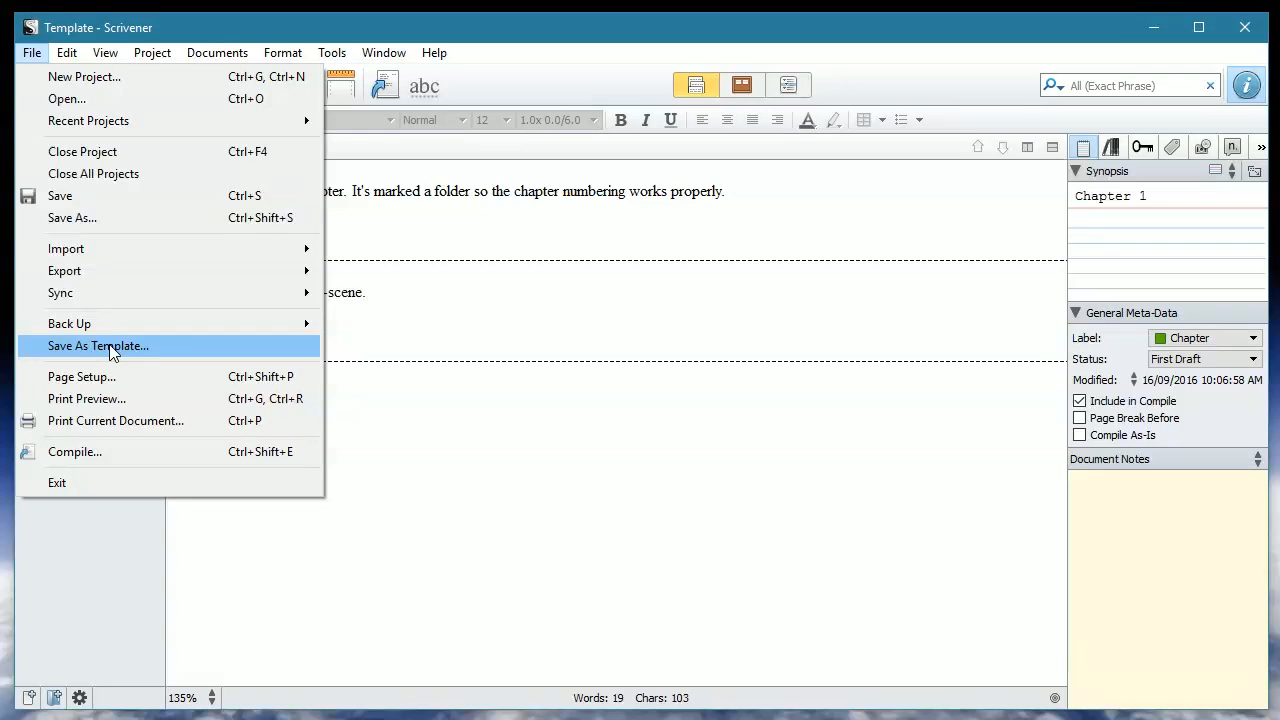 Template - Scrivener
File Edit View Project Documents Format Tools Window Help
New Project... Ctrl+G, Ctrl+N
Open... Ctrl+O
Recent Projects
Close Project Ctrl+F4
Close All Projects
Save Ctrl+S
Save As... Ctrl+Shift+S
Import
Export
Sync
Back Up
Save As Template...
Page Setup... Ctrl+Shift+P
Print Preview... Ctrl+G, Ctrl+R
Print Current Document... Ctrl+P
Compile... Ctrl+Shift+E
Exit
abc
All (Exact Phrase)
Normal 12 1.0x 0.0/6.0 B I U A
pter. It's marked a folder so the chapter numbering works properly.
-scene.
Synopsis
Chapter 1
General Meta-Data
Label: Chapter
Status: First Draft
Modified: 16/09/2016 10:06:58 AM
Include in Compile
Page Break Before
Compile As-Is
Document Notes
135% Words: 19 Chars: 103